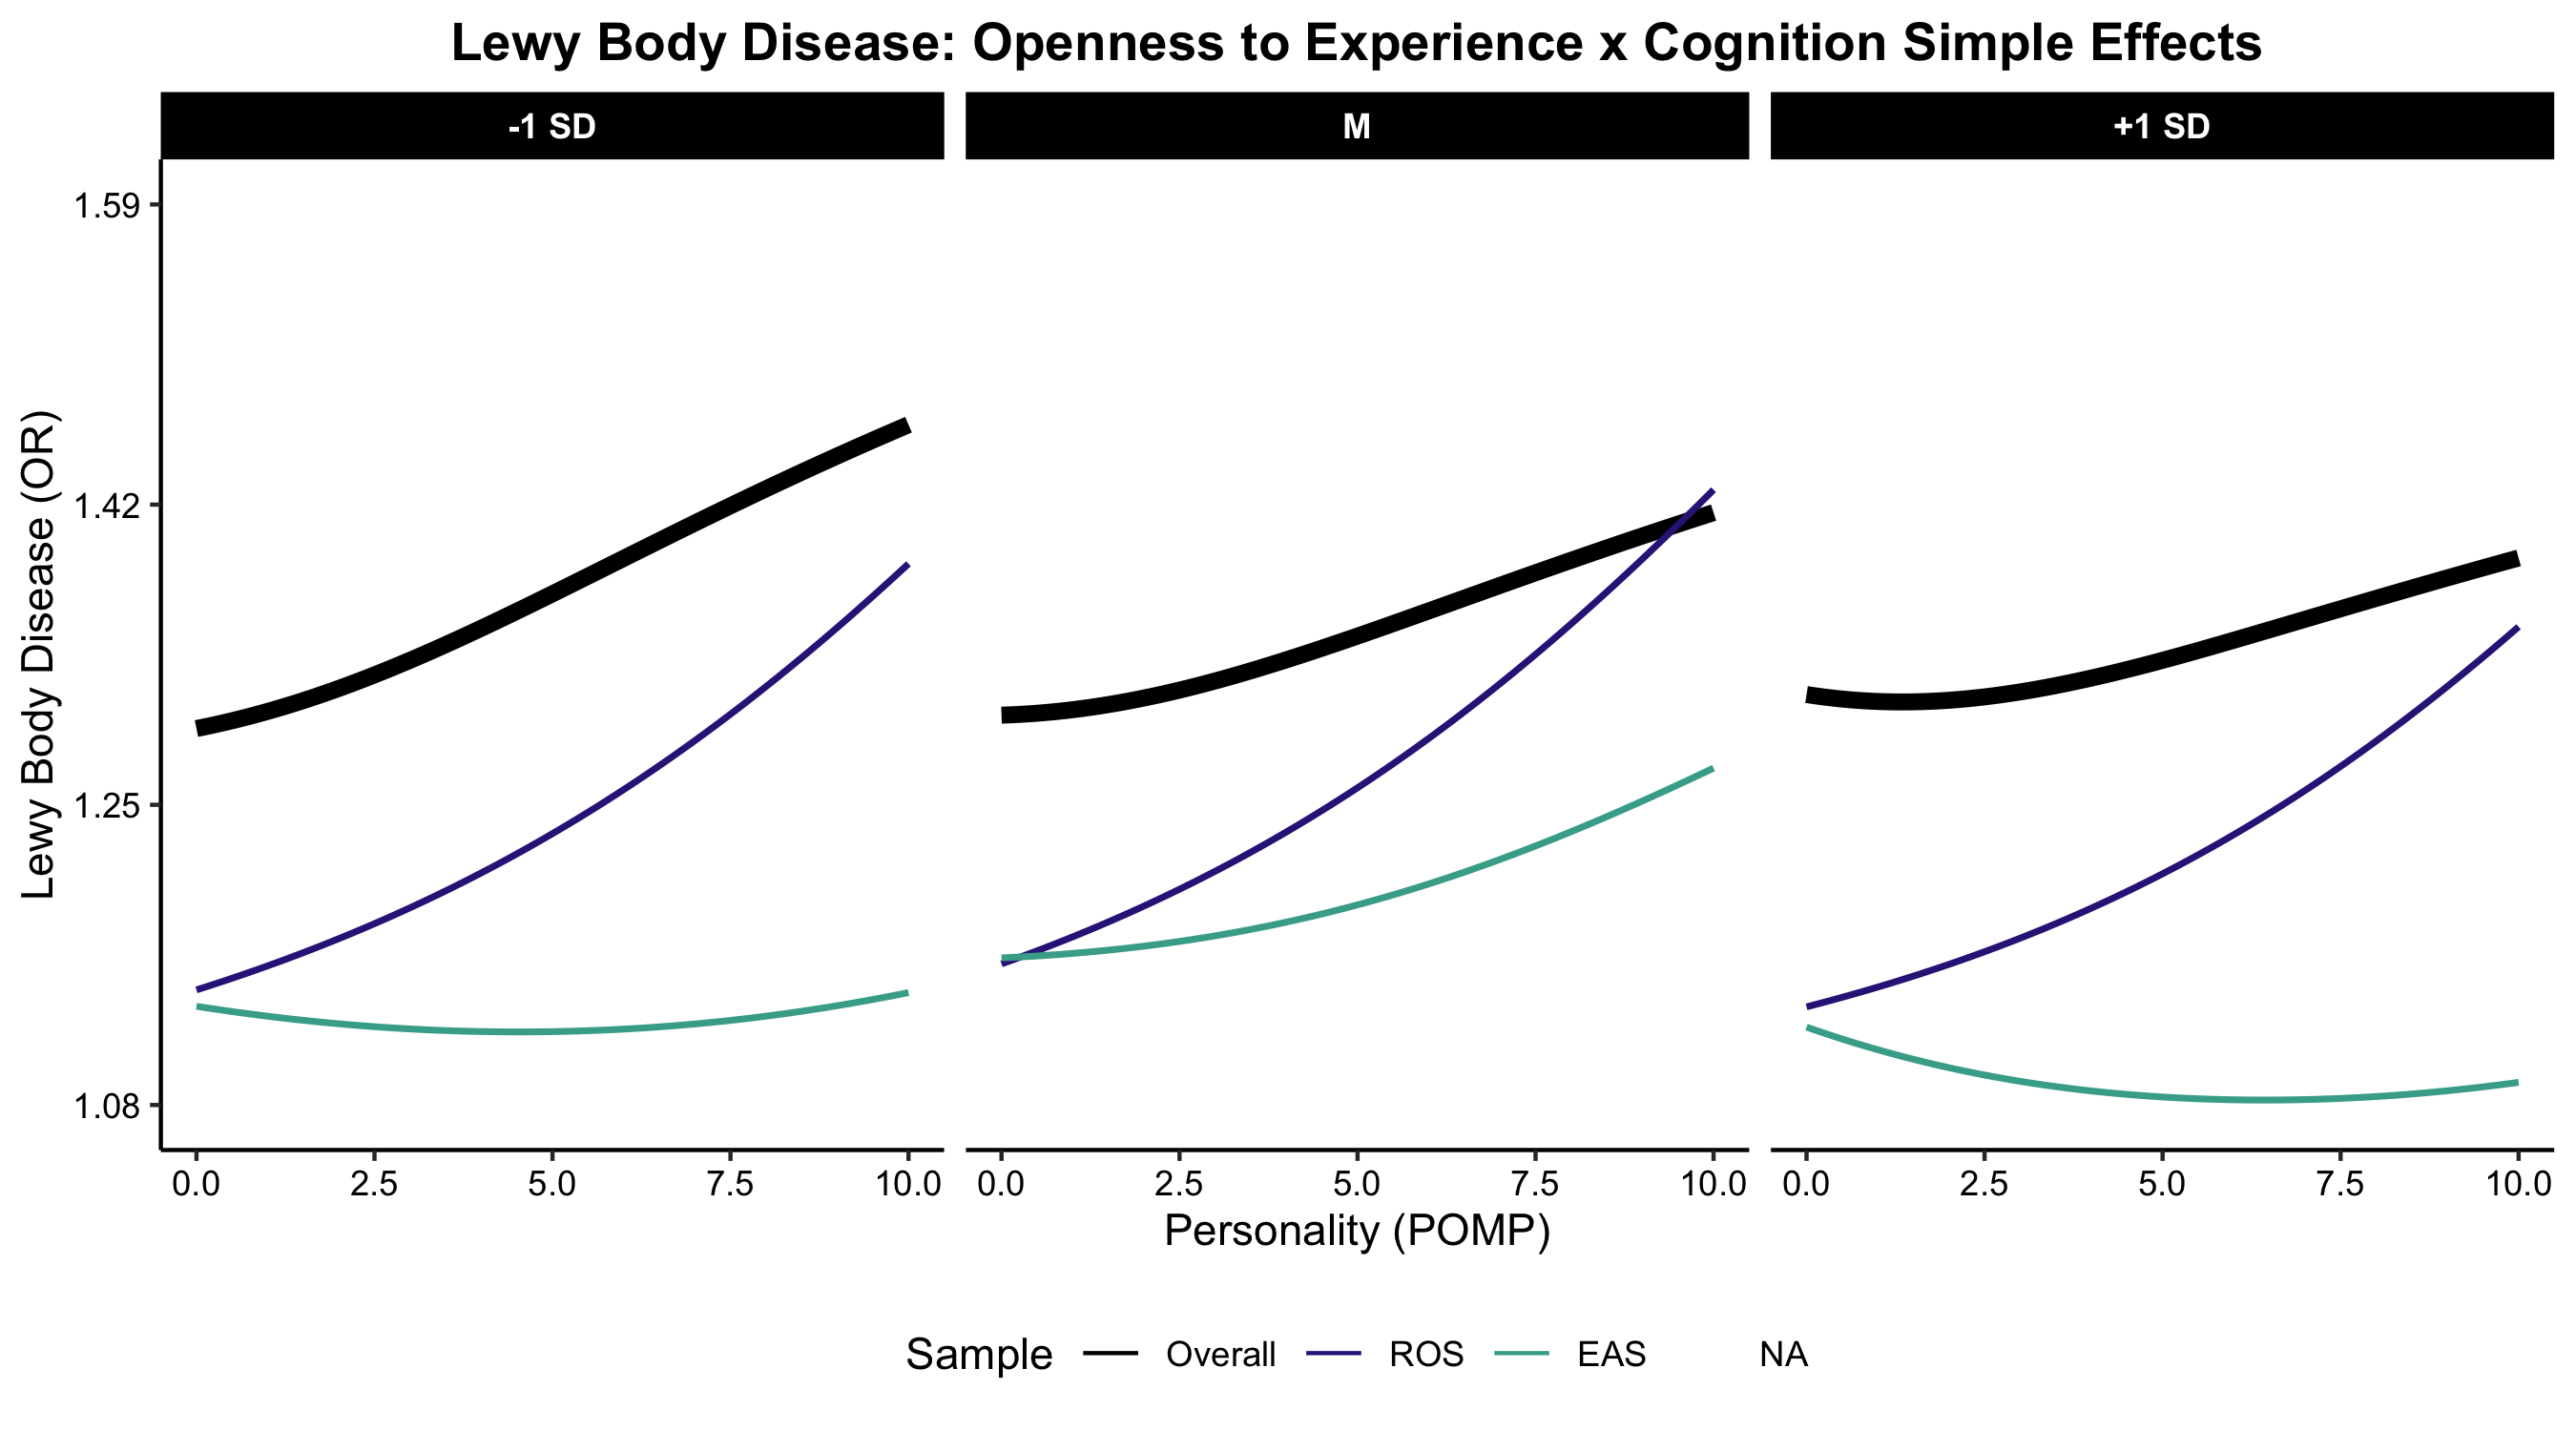 Lewy Body Disease: Openness to Experience x Cognition Simple Effects
-1 SD
M
+1 SD
Lewy Body Disease (OR)
1.59
1.42
1.25
1.08
0.0 2.5 5.0 7.5 10.0
0.0 2.5 5.0 7.5 10.0
0.0 2.5 5.0 7.5 10.0
Personality (POMP)
Sample Overall ROS EAS NA